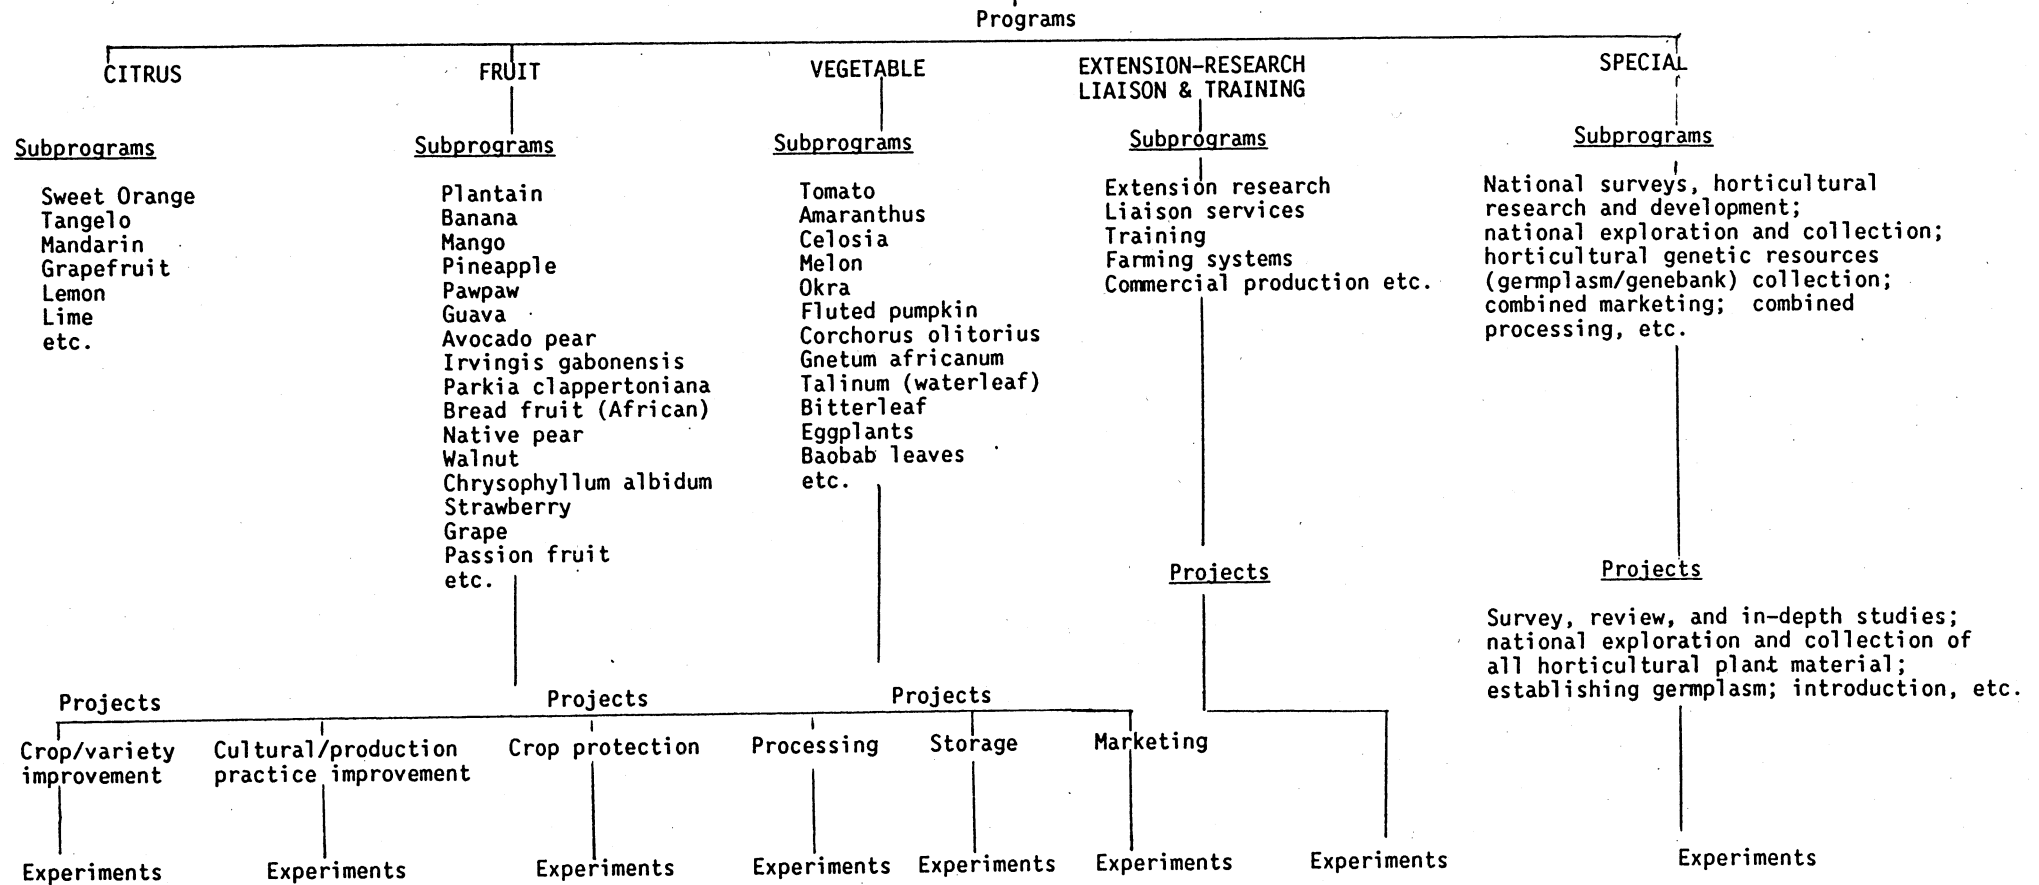 Programs
CITRUS
Subprograms
Sweet Orange
Tangelo
Mandarin
Grapefruit
Lemon
Lime
etc.
FRUIT
Subprograms
Plantain
Banana
Mango
Pineapple
Pawpaw
Guava
Avocado pear
Irvingis gabonensis
Parkia clappertoniana
Bread fruit (African)
Native pear
Walnut
Chrysophyllum albidum
Strawberry
Grape
Passion fruit
etc.
VEGETABLE
Subprograms
Tomato
Amaranthus
Celosia
Melon
Okra
Fluted pumpkin
Corchorus olitorius
Gnetum africanum
Talinum (waterleaf)
Bitterleaf
Eggplants
Baobab leaves
etc.
EXTENSION-RESEARCH
LIAISON & TRAINING
Subprograms
Extension research
Liaison services
Training
Farming systems
Commercial production etc.
Projects
SPECIAL
Subprograms
National surveys, horticultural
research and development;
national exploration and collection;
horticultural genetic resources
(germplasm/genebank) collection;
combined marketing; combined
processing, etc.
Projects
Survey, review, and in-depth studies;
national exploration and collection of
all horticultural plant material;
establishing germplasm; introduction, etc.
Projects
Projects
Projects
Crop/variety
improvement
Cultural/production
practice improvement
Crop protection
Processing
Storage
Marketing
Experiments
Experiments
Experiments
Experiments
Experiments
Experiments
Experiments
Experiments